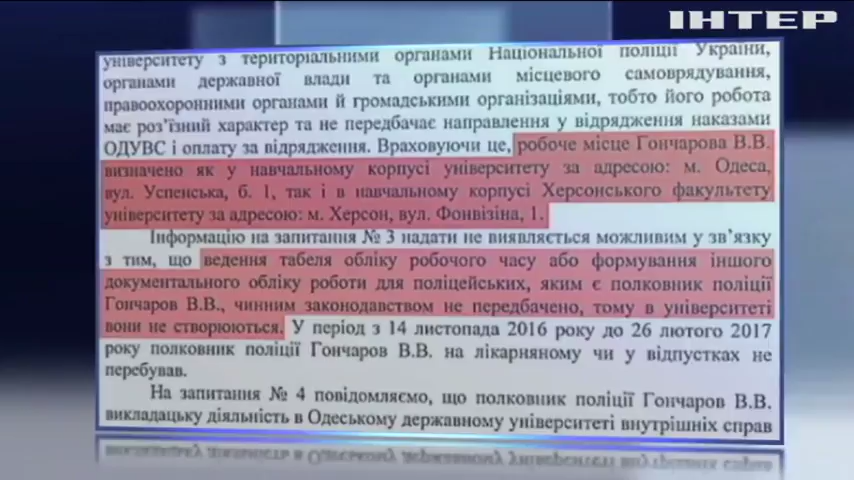 ІНТЕР
університету з територіальними органами Національної поліції України,
органами державної влади та органами місцевого самоврядування,
правоохоронними органами й громадськими організаціями, тобто його робота
має роз'їзний характер та не передбачає направлення у відрядження наказами
ОДУВС і оплату за відрядження. Враховуючи це, робоче місце Гончарова В.В.
визначено як у навчальному корпусі університету за адресою: м. Одеса,
вул. Успенська, б. 1, так і в навчальному корпусі Херсонського факультету
університету за адресою: м. Херсон, вул. Фонвізіна, 1.
Інформацію на запитання № 3 надати не виявляється можливим у зв'язку
з тим, що ведення табеля обліку робочого часу або формування іншого
документального обліку роботи для поліцейських, яким є полковник поліції
Гончаров В.В., чинним законодавством не передбачено, тому в університеті
вони не створюються. У період з 14 листопада 2016 року до 26 лютого 2017
року полковник поліції Гончаров В.В. на лікарняному чи у відпустках не
перебував.
На запитання № 4 повідомляємо, що полковник поліції Гончаров В.В.
викладацьку діяльність в Одеському державному університеті внутрішніх справ